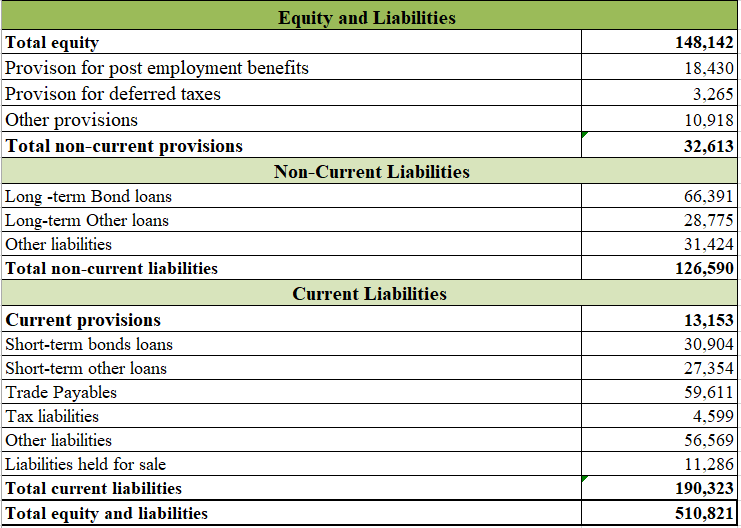 Equity and Liabilities
Total equity 148,142
Provison for post employment benefits 18,430
Provison for deferred taxes 3,265
Other provisions 10,918
Total non-current provisions 32,613
Non-Current Liabilities
Long -term Bond loans 66,391
Long-term Other loans 28,775
Other liabilities 31,424
Total non-current liabilities 126,590
Current Liabilities
Current provisions 13,153
Short-term bonds loans 30,904
Short-term other loans 27,354
Trade Payables 59,611
Tax liabilities 4,599
Other liabilities 56,569
Liabilities held for sale 11,286
Total current liabilities 190,323
Total equity and liabilities 510,821